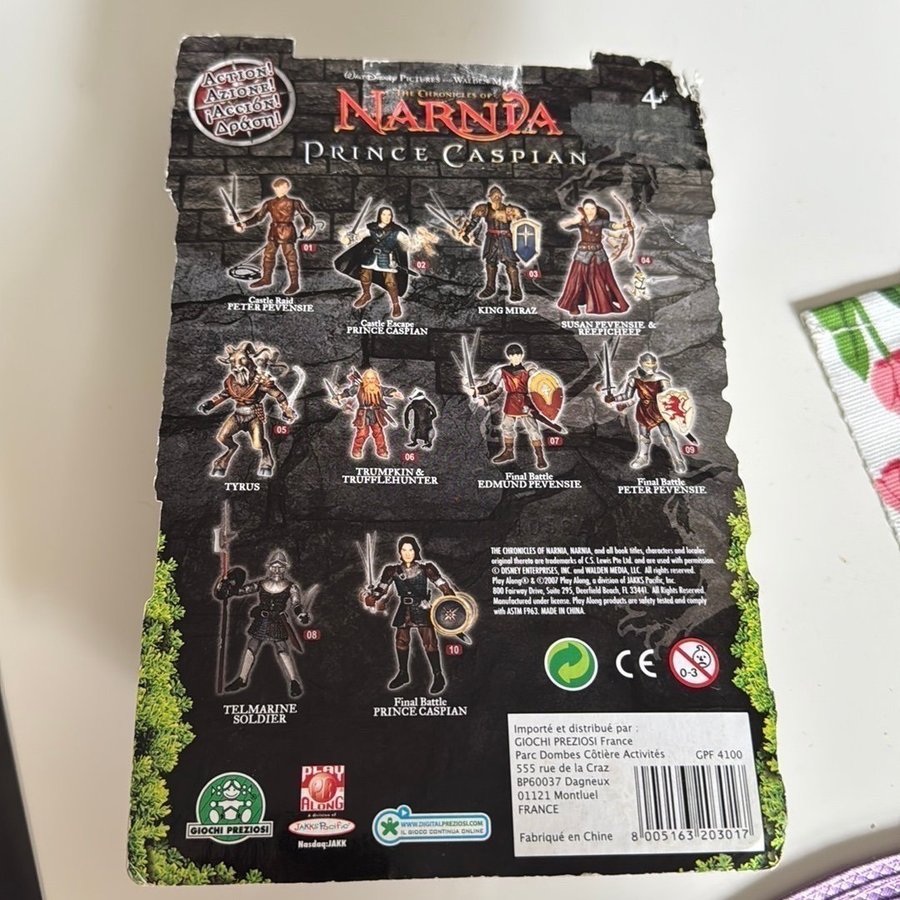 ACTION!
AZIONE!
¡ACCIÓN!
Δράση!
WALT DISNEY PICTURES AND WALDEN
THE CHRONICLES OF
NARNIA
PRINCE CASPIAN
4+
01
Castle Raid
PETER PEVENSIE
02
Castle Escape
PRINCE CASPIAN
03
KING MIRAZ
04
SUSAN PEVENSIE &
REEPICHEEP
05
TYRUS
06
TRUMPKIN &
TRUFFLEHUNTER
07
Final Battle
EDMUND PEVENSIE
09
Final Battle
PETER PEVENSIE
08
TELMARINE
SOLDIER
10
Final Battle
PRINCE CASPIAN
THE CHRONICLES OF NARNIA, NARNIA, and all book titles, characters and locales
original thereto are trademarks of C.S. Lewis Pte Ltd. and are used with permission.
© DISNEY ENTERPRISES, INC. and WALDEN MEDIA, LLC. All rights reserved.
Play Along® & ©2007 Play Along, a division of JAKKS Pacific, Inc.
800 Fairway Drive, Suite 295, Deerfield Beach, FL 33441. All Rights Reserved.
Manufactured under license. Play Along products are safety tested and comply
with ASTM F963. MADE IN CHINA.
CE
0-3
Importé et distribué par :
GIOCHI PREZIOSI France
Parc Dombes Côtière Activités
GPF 4100
555 rue de la Craz
BP60037 Dagneux
01121 Montluel
FRANCE
Fabriqué en Chine
8 005163 203017
GIOCHI PREZIOSI
PLAY
ALONG
a division of
JAKKS Pacific
Nasdaq:JAKK
WWW.DIGITALPREZIOSI.COM
IL GIOCO CONTINUA ONLINE